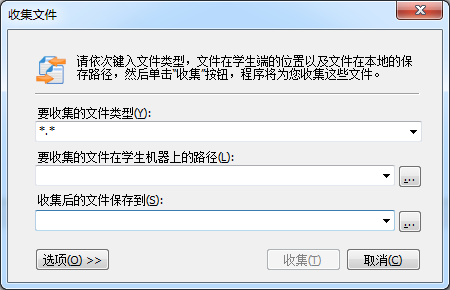 收集文件
请依次键入文件类型，文件在学生端的位置以及文件在本地的保
存路径，然后单击"收集"按钮，程序将为您收集这些文件。
要收集的文件类型(Y):
*.*
要收集的文件在学生机器上的路径(L):
...
收集后的文件保存到(S):
...
选项(O) >> 收集(T) 取消(C)